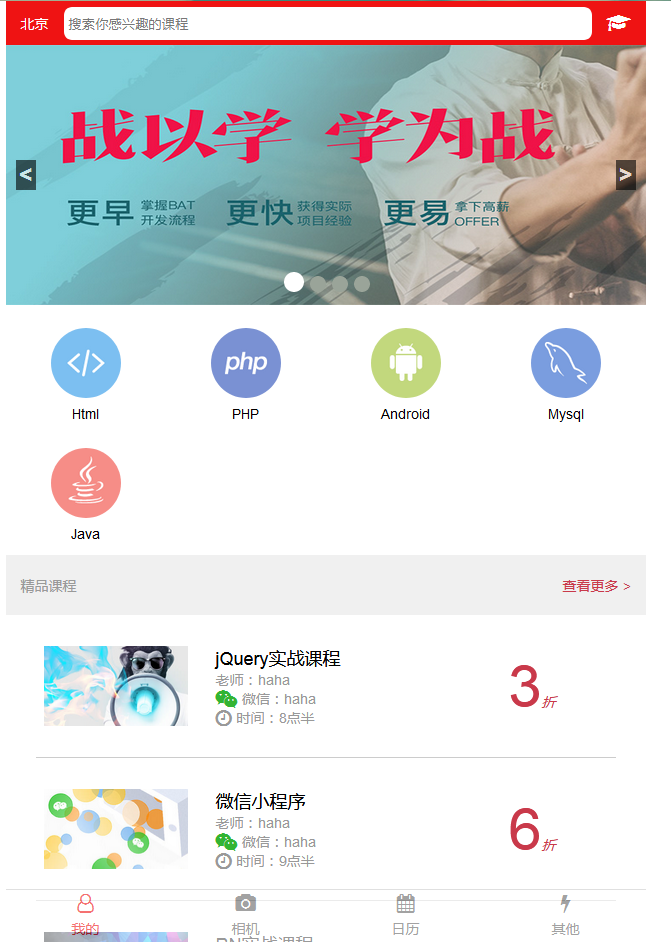 北京 搜索你感兴趣的课程
战以学 学为战
< >
更早 掌握BAT 开发流程 更快 获得实际 项目经验 更易 拿下高薪 OFFER
</>
php
Html PHP Android Mysql
Java
精品课程 查看更多 >
jQuery实战课程
老师：haha
微信：haha
时间：8点半
3折
微信小程序
老师：haha
微信：haha
时间：9点半
6折
我的 相机 日历 其他
RN实战课程